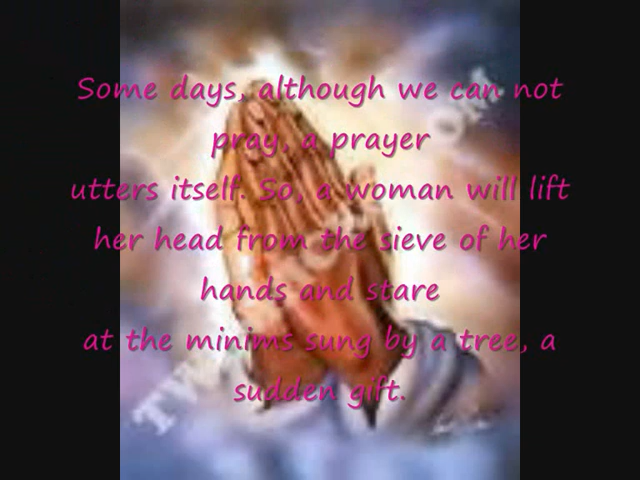 Some days, although we can not
pray, a prayer
utters itself. So, a woman will lift
her head from the sieve of her
hands and stare
at the minims sung by a tree, a
sudden gift.